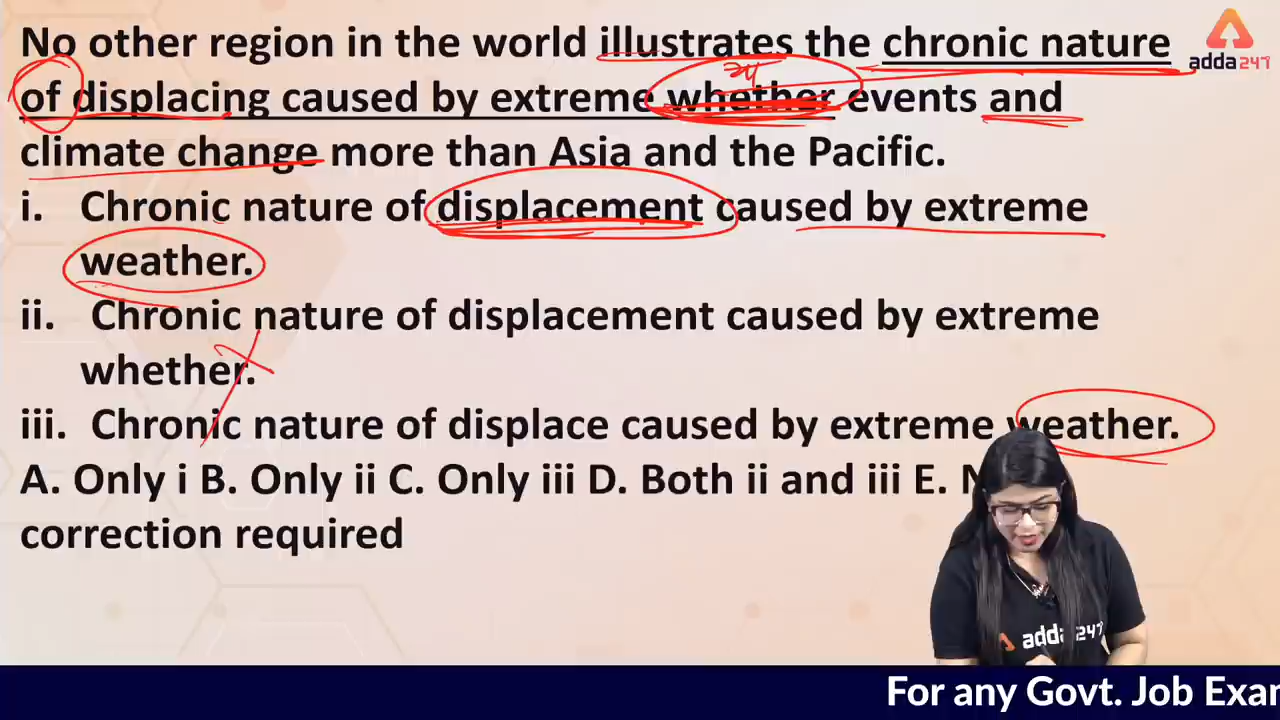 No other region in the world illustrates the chronic nature
of displacing caused by extreme whether events and
climate change more than Asia and the Pacific.
i. Chronic nature of displacement caused by extreme
weather.
ii. Chronic nature of displacement caused by extreme
whether.
iii. Chronic nature of displace caused by extreme weather.
A. Only i B. Only ii C. Only iii D. Both ii and iii E.
correction required
adda247
adda247
For any Govt. Job Exa